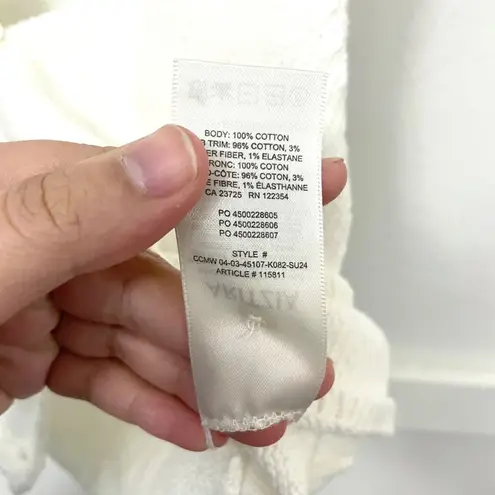 BODY: 100% COTTON
TRIM: 96% COTTON, 3%
ER FIBER, 1% ELASTANE
RONC: 100% COTON
O-CÔTE: 96% COTON, 3%
E FIBRE, 1% ÉLASTHANNE
CA 23725 RN 122354
PO 4500228605
PO 4500228606
PO 4500228607
STYLE #
CCMW 04-03-45107-K082-SU24
ARTICLE # 115811
ARITZIA